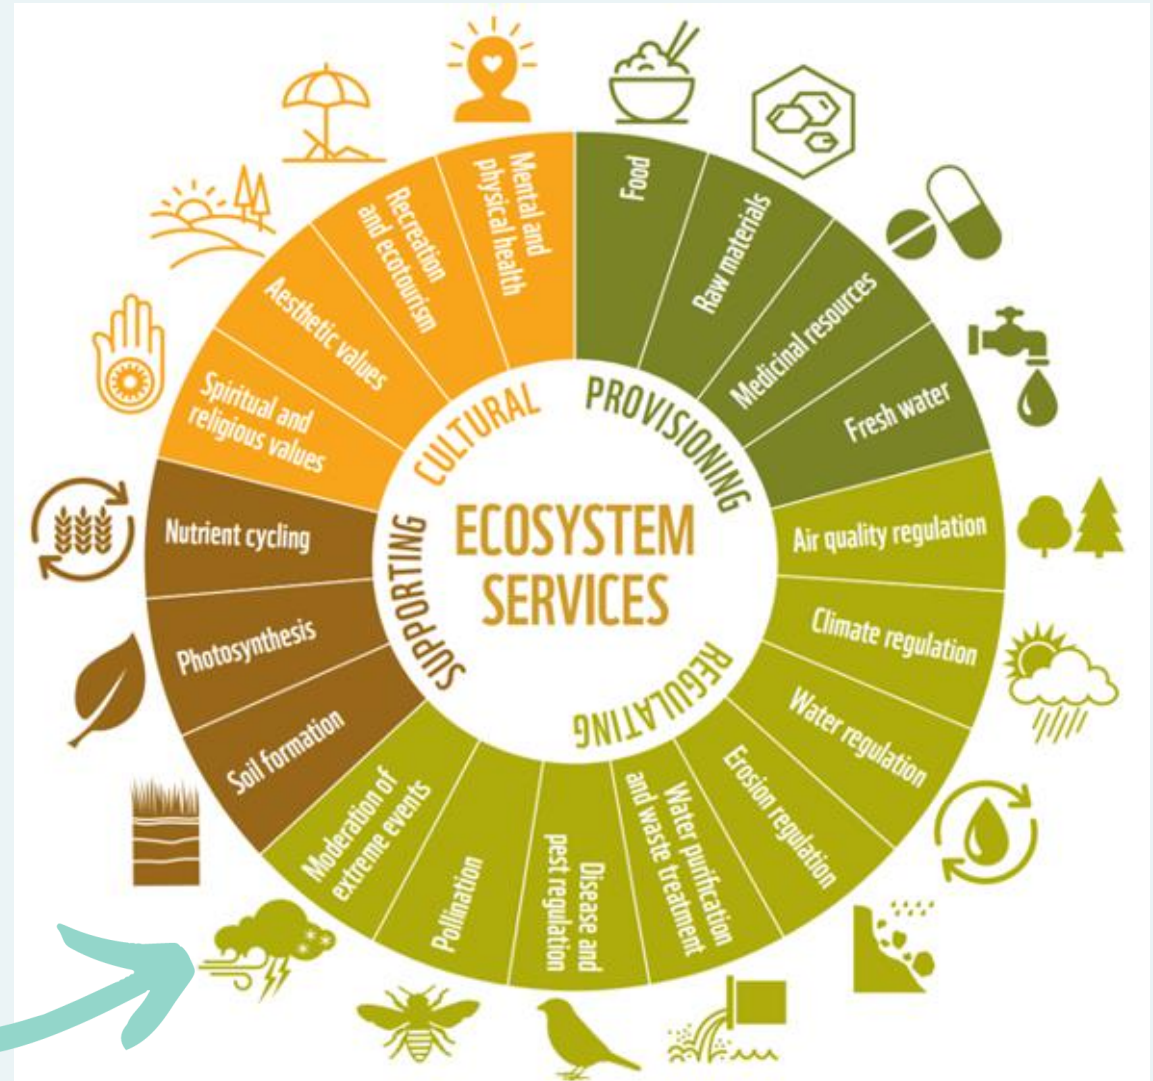 ECOSYSTEM
SERVICES
PROVISIONING
Food
Raw materials
Medicinal resources
Fresh water
REGULATING
Air quality regulation
Climate regulation
Water regulation
Erosion regulation
Water purification
and waste treatment
Disease and
pest regulation
Pollination
Moderation of
extreme events
SUPPORTING
Soil formation
Photosynthesis
Nutrient cycling
CULTURAL
Spiritual and
religious values
Aesthetic values
Recreation
and ecotourism
Mental and
physical health